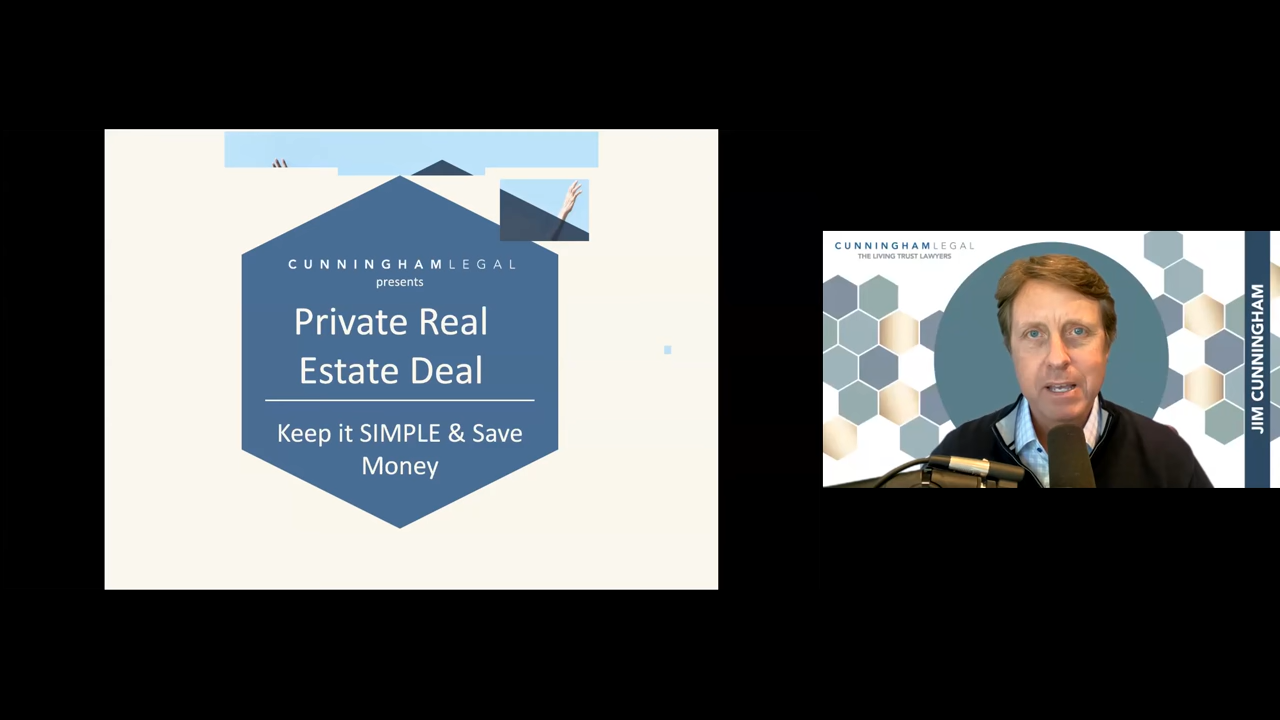 CUNNINGHAMLEGAL
presents
Private Real
Estate Deal
Keep it SIMPLE & Save
Money
CUNNINGHAMLEGAL
THE LIVING TRUST LAWYERS
JIM CUNNINGHAM